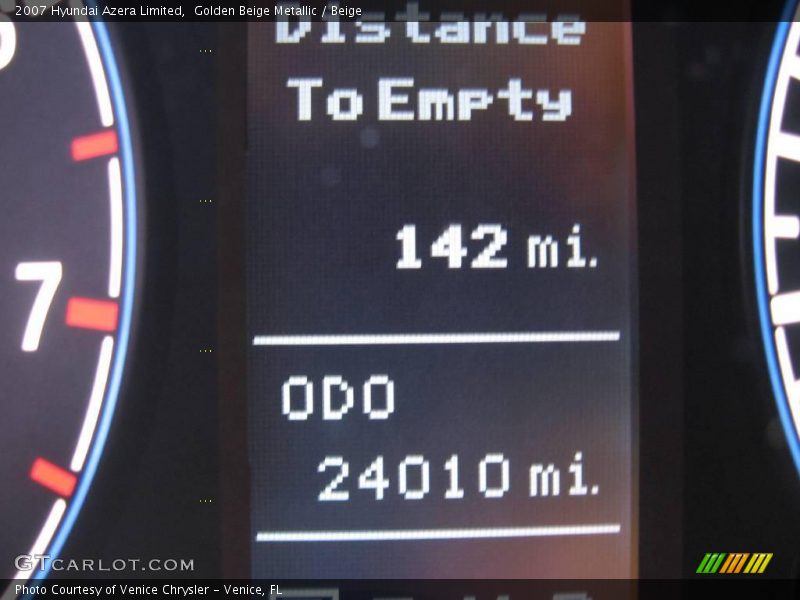 2007 Hyundai Azera Limited,  Golden Beige Metallic / Beige
Distance
To Empty
142 mi.
7
ODO
24010 mi.
GTCARLOT.COM
Photo Courtesy of Venice Chrysler - Venice, FL